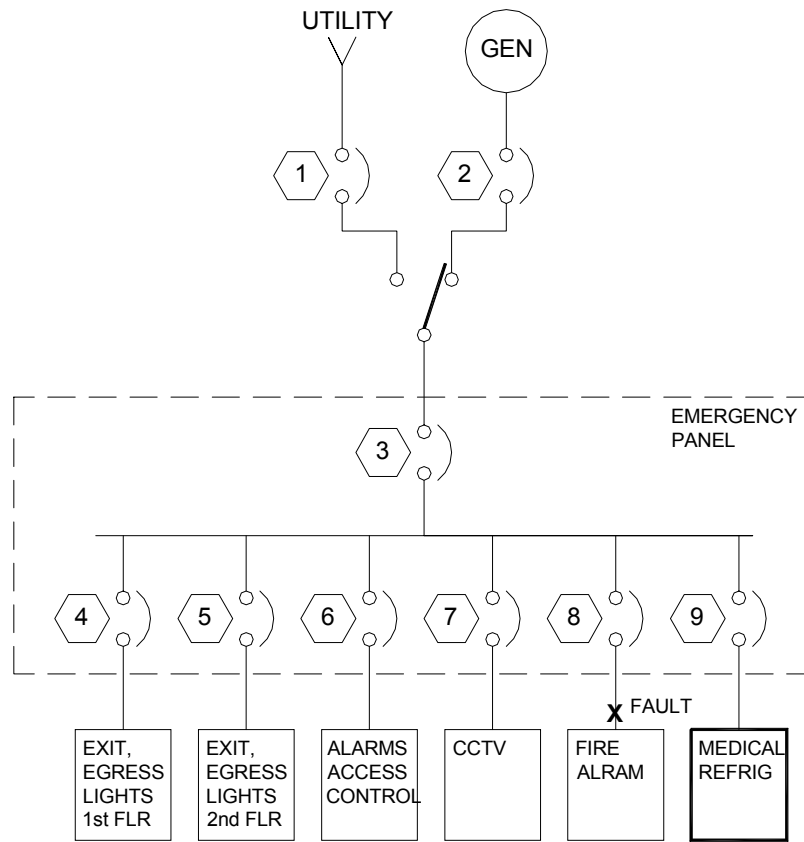 UTILITY
GEN
1
2
EMERGENCY
PANEL
3
4
5
6
7
8
9
X FAULT
EXIT,
EGRESS
LIGHTS
1st FLR
EXIT,
EGRESS
LIGHTS
2nd FLR
ALARMS
ACCESS
CONTROL
CCTV
FIRE
ALRAM
MEDICAL
REFRIG